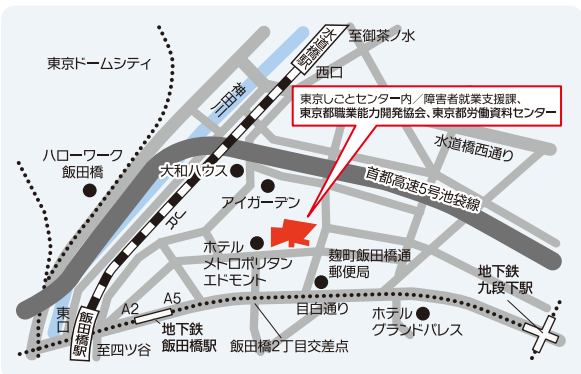 水道橋駅
至御茶ノ水
東京ドームシティ
神田川
西口
東京しごとセンター内／障害者就業支援課、
東京都職業能力開発協会、東京都労働資料センター
水道橋西通り
ハローワーク
飯田橋
大和ハウス
首都高速5号池袋線
アイガーデン
JR
ホテル
メトロポリタン
エドモント
麹町飯田橋通
郵便局
地下鉄
九段下駅
東口
飯田橋駅
A2
A5
目白通り
地下鉄
飯田橋駅
ホテル
グランドパレス
至四ツ谷
飯田橋2丁目交差点